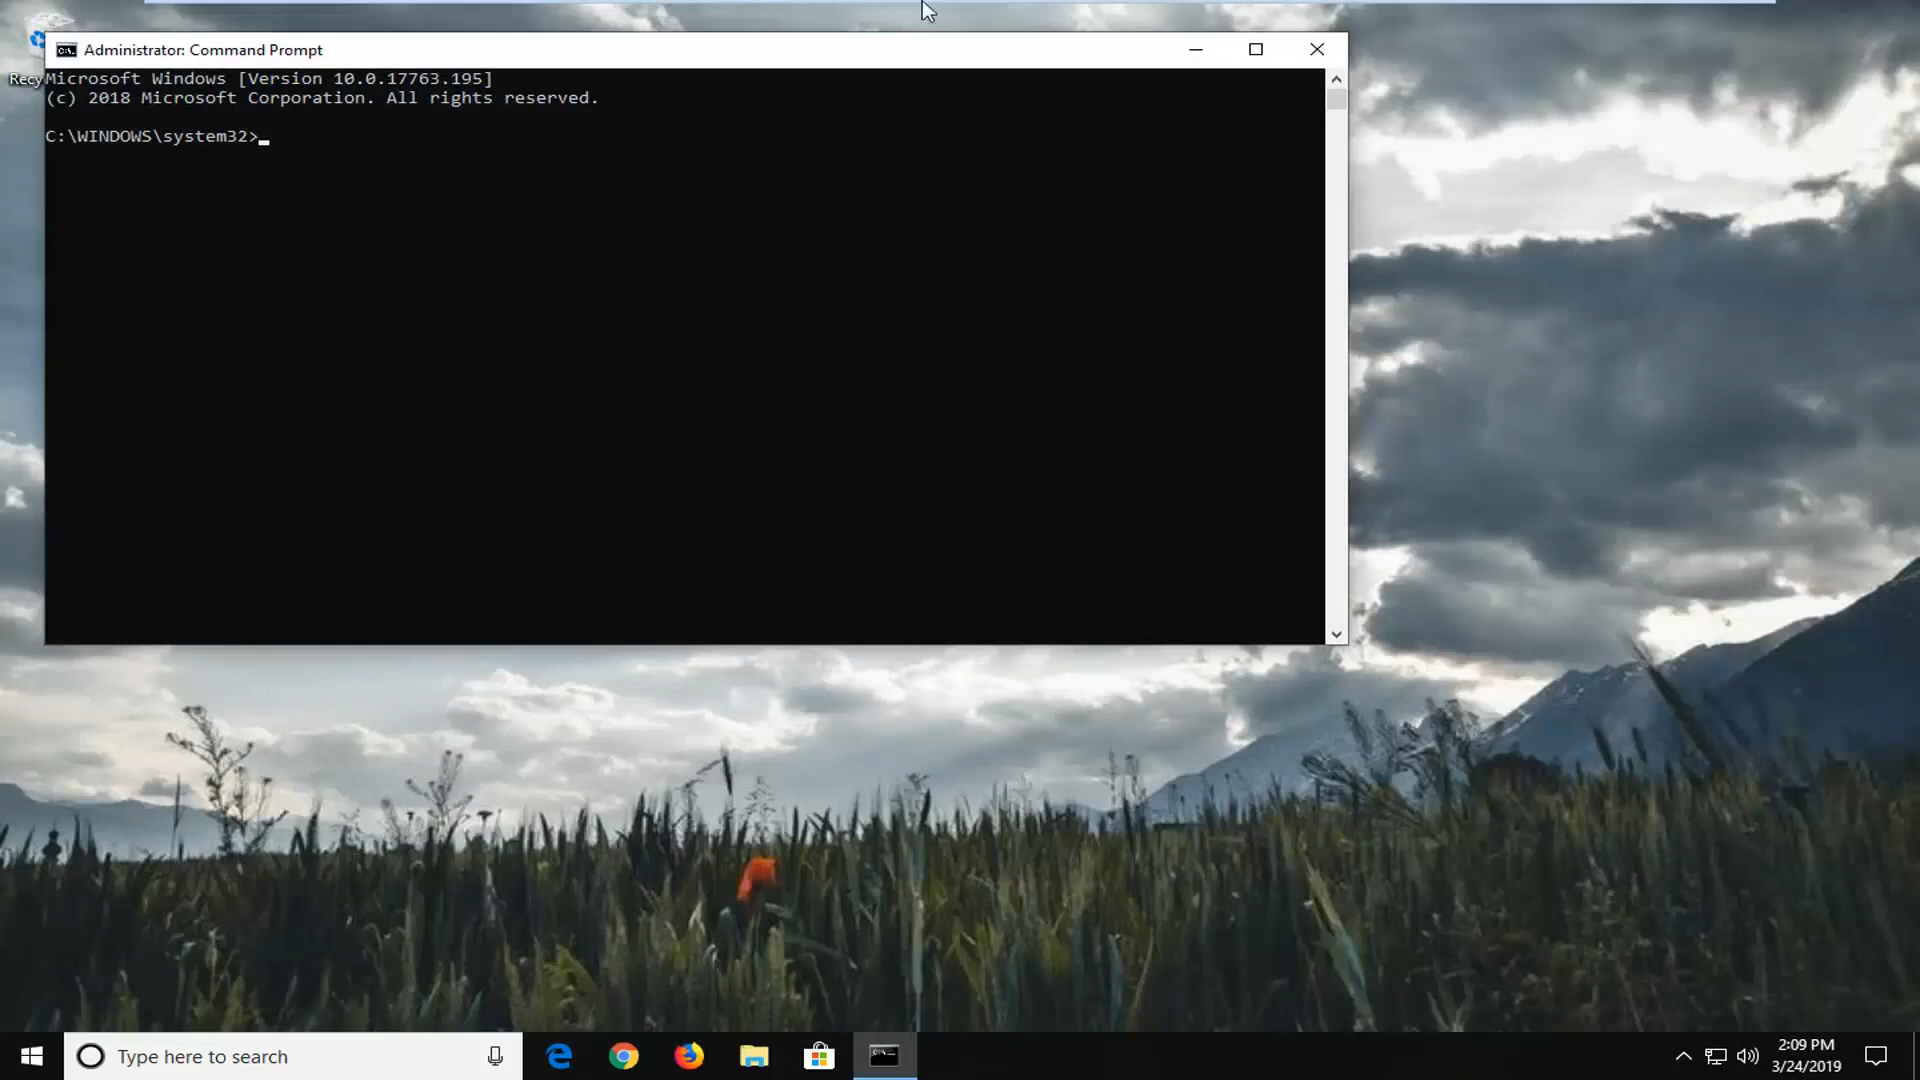 Administrator: Command Prompt
Recy
Microsoft Windows [Version 10.0.17763.195]
(c) 2018 Microsoft Corporation. All rights reserved.
C:\WINDOWS\system32>
Type here to search
2:09 PM
3/24/2019